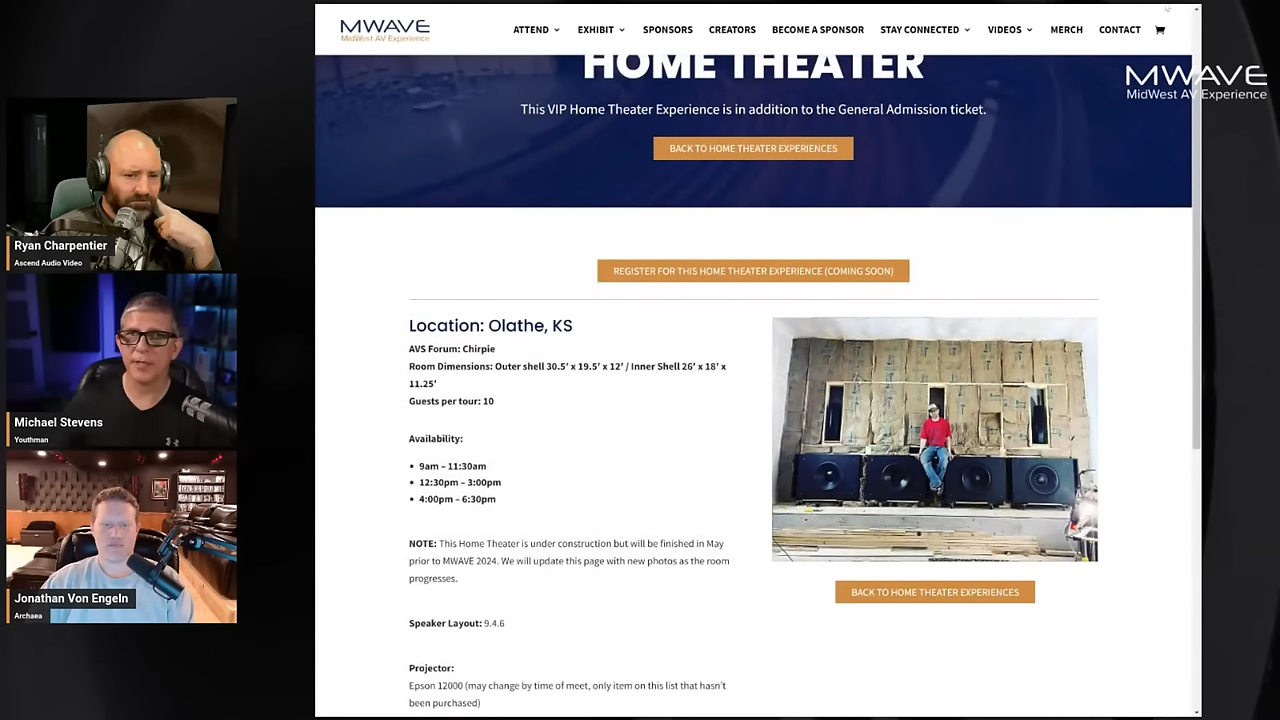 MWAVE
MidWest AV Experience
ATTEND
EXHIBIT
SPONSORS
CREATORS
BECOME A SPONSOR
STAY CONNECTED
VIDEOS
MERCH
CONTACT
HOME THEATER
This VIP Home Theater Experience is in addition to the General Admission ticket.
BACK TO HOME THEATER EXPERIENCES
MWAVE
MidWest AV Experience
Ryan Charpentier
Ascend Audio Video
Michael Stevens
Youthman
Jonathan Von Engeln
Archaea
REGISTER FOR THIS HOME THEATER EXPERIENCE (COMING SOON)
Location: Olathe, KS
AVS Forum: Chirpie
Room Dimensions: Outer shell 30.5′ x 19.5′ x 12′ / Inner Shell 26′ x 18′ x
11.25′
Guests per tour: 10
Availability:
• 9am – 11:30am
• 12:30pm – 3:00pm
• 4:00pm – 6:30pm
NOTE: This Home Theater is under construction but will be finished in May
prior to MWAVE 2024. We will update this page with new photos as the room
progresses.
Speaker Layout: 9.4.6
Projector:
Epson 12000 (may change by time of meet, only item on this list that hasn’t
been purchased)
BACK TO HOME THEATER EXPERIENCES